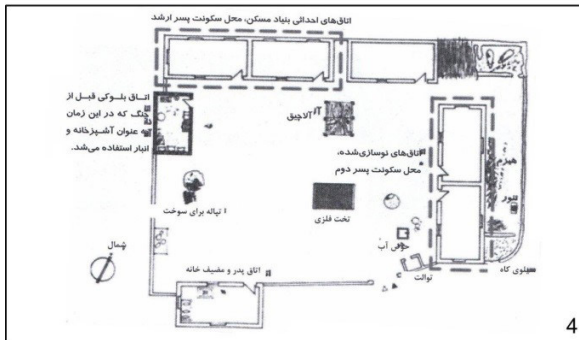 اتاق‌های احداثی بنیاد مسکن، محل سکونت پسر ارشد
اتاق بلوکی قبل از
جنگ که در این زمان
به عنوان آشپزخانه و
انبار استفاده می‌شد.
آلاچیق
اتاق‌های نوسازی‌شده،
محل سکونت پسر دوم
هیزم
تنور
تپاله برای سوخت
تخت فلزی
آب
شمال
اتاق پدر و مضیف خانه
توالت
کاه
4